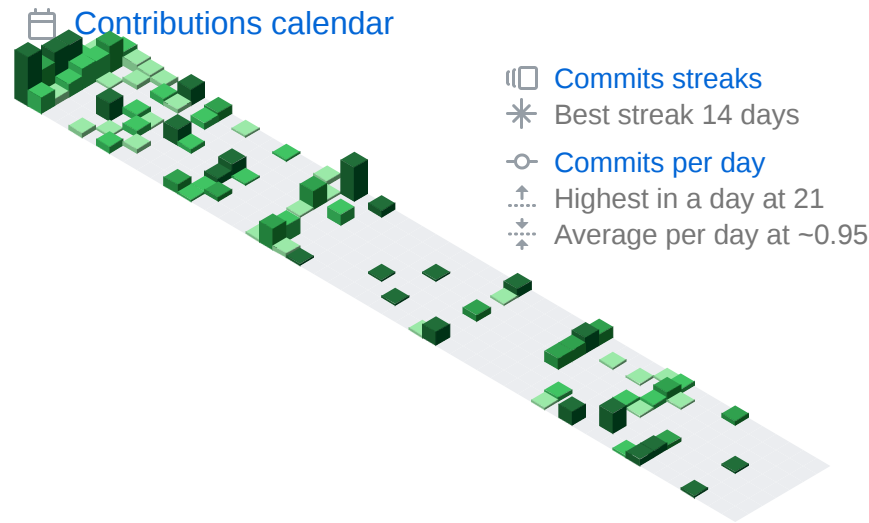 Contributions calendar
Commits streaks
Best streak 14 days
Commits per day
Highest in a day at 21
Average per day at ~0.95